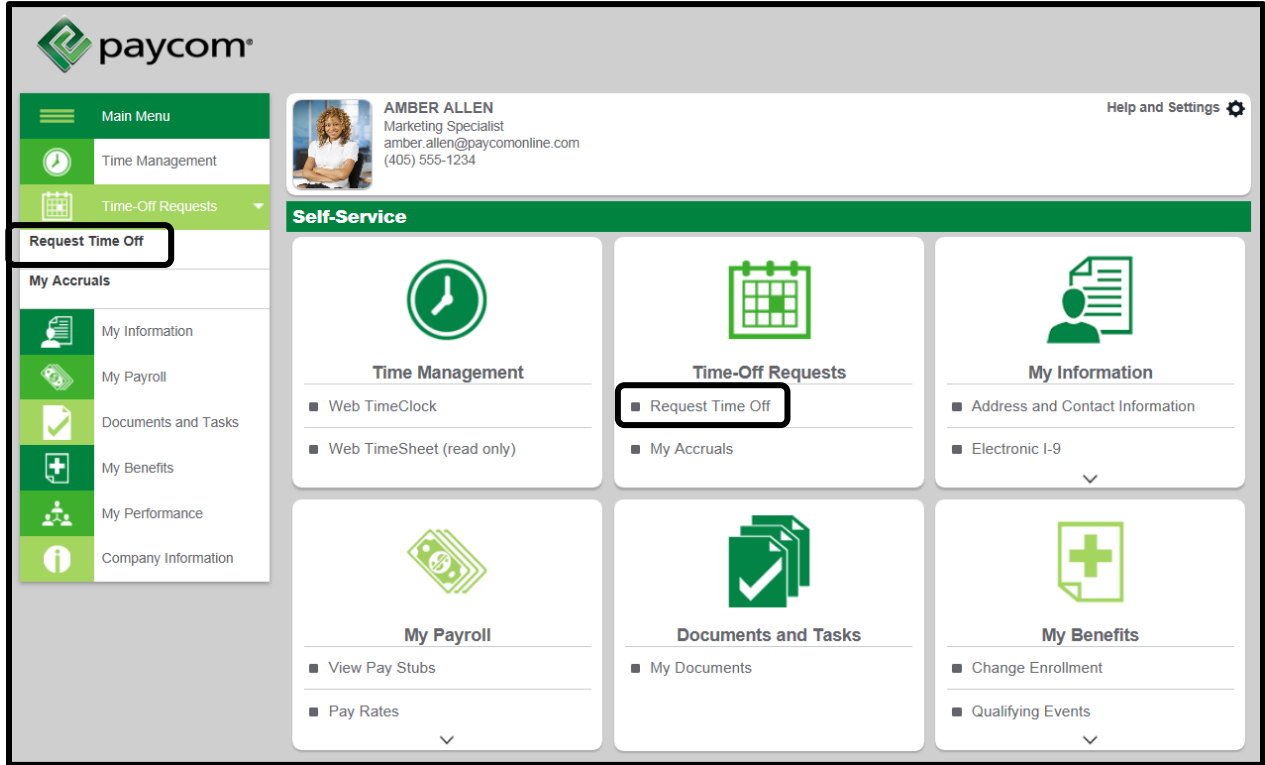 paycom
Main Menu
Time Management
Time-Off Requests
Request Time Off
My Accruals
My Information
My Payroll
Documents and Tasks
My Benefits
My Performance
Company Information
AMBER ALLEN
Marketing Specialist
amber.allen@paycomonline.com
(405) 555-1234
Help and Settings
Self-Service
Time Management
Web TimeClock
Web TimeSheet (read only)
Time-Off Requests
Request Time Off
My Accruals
My Information
Address and Contact Information
Electronic I-9
My Payroll
View Pay Stubs
Pay Rates
Documents and Tasks
My Documents
My Benefits
Change Enrollment
Qualifying Events